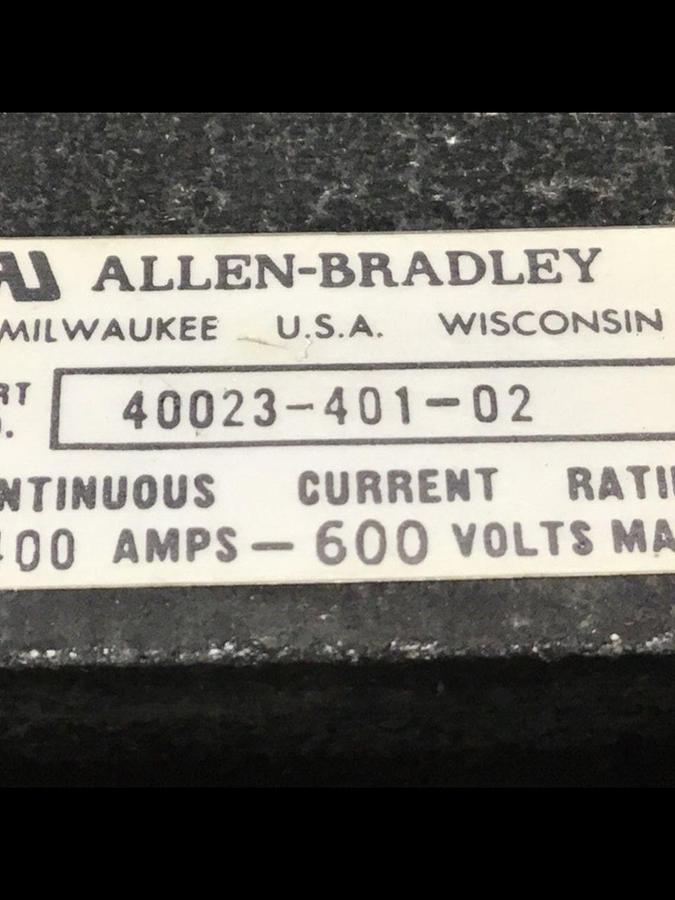 ALLEN-BRADLEY
MILWAUKEE U.S.A. WISCONSIN
40023-401-02
CURRENT
AMPS — 600 VOLTS